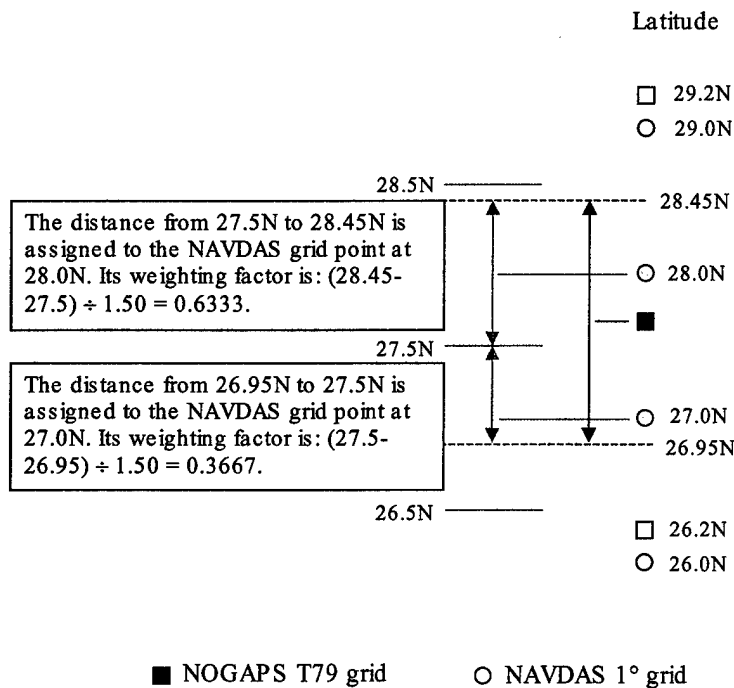 Latitude
29.2N
29.0N
28.5N
28.45N
The distance from 27.5N to 28.45N is
assigned to the NAVDAS grid point at
28.0N. Its weighting factor is: (28.45-
27.5) ÷ 1.50 = 0.6333.
28.0N
27.5N
The distance from 26.95N to 27.5N is
assigned to the NAVDAS grid point at
27.0N. Its weighting factor is: (27.5-
26.95) ÷ 1.50 = 0.3667.
27.0N
26.95N
26.5N
26.2N
26.0N
NOGAPS T79 grid
NAVDAS 1° grid